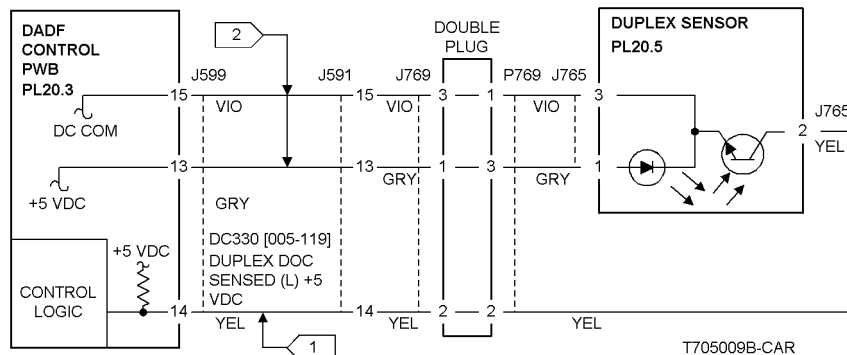 DADF
CONTROL
PWB
PL20.3
2
DOUBLE
PLUG
DUPLEX SENSOR
PL20.5
J599
J591
J769
P769
J765
15
VIO
15
VIO
3
1
VIO
3
DC COM
J765
2
YEL
13
GRY
13
GRY
1
3
GRY
1
+5 VDC
+5 VDC
DC330 [005-119]
DUPLEX DOC
SENSED (L) +5
VDC
CONTROL
LOGIC
14
YEL
14
YEL
2
2
YEL
1
T705009B-CAR